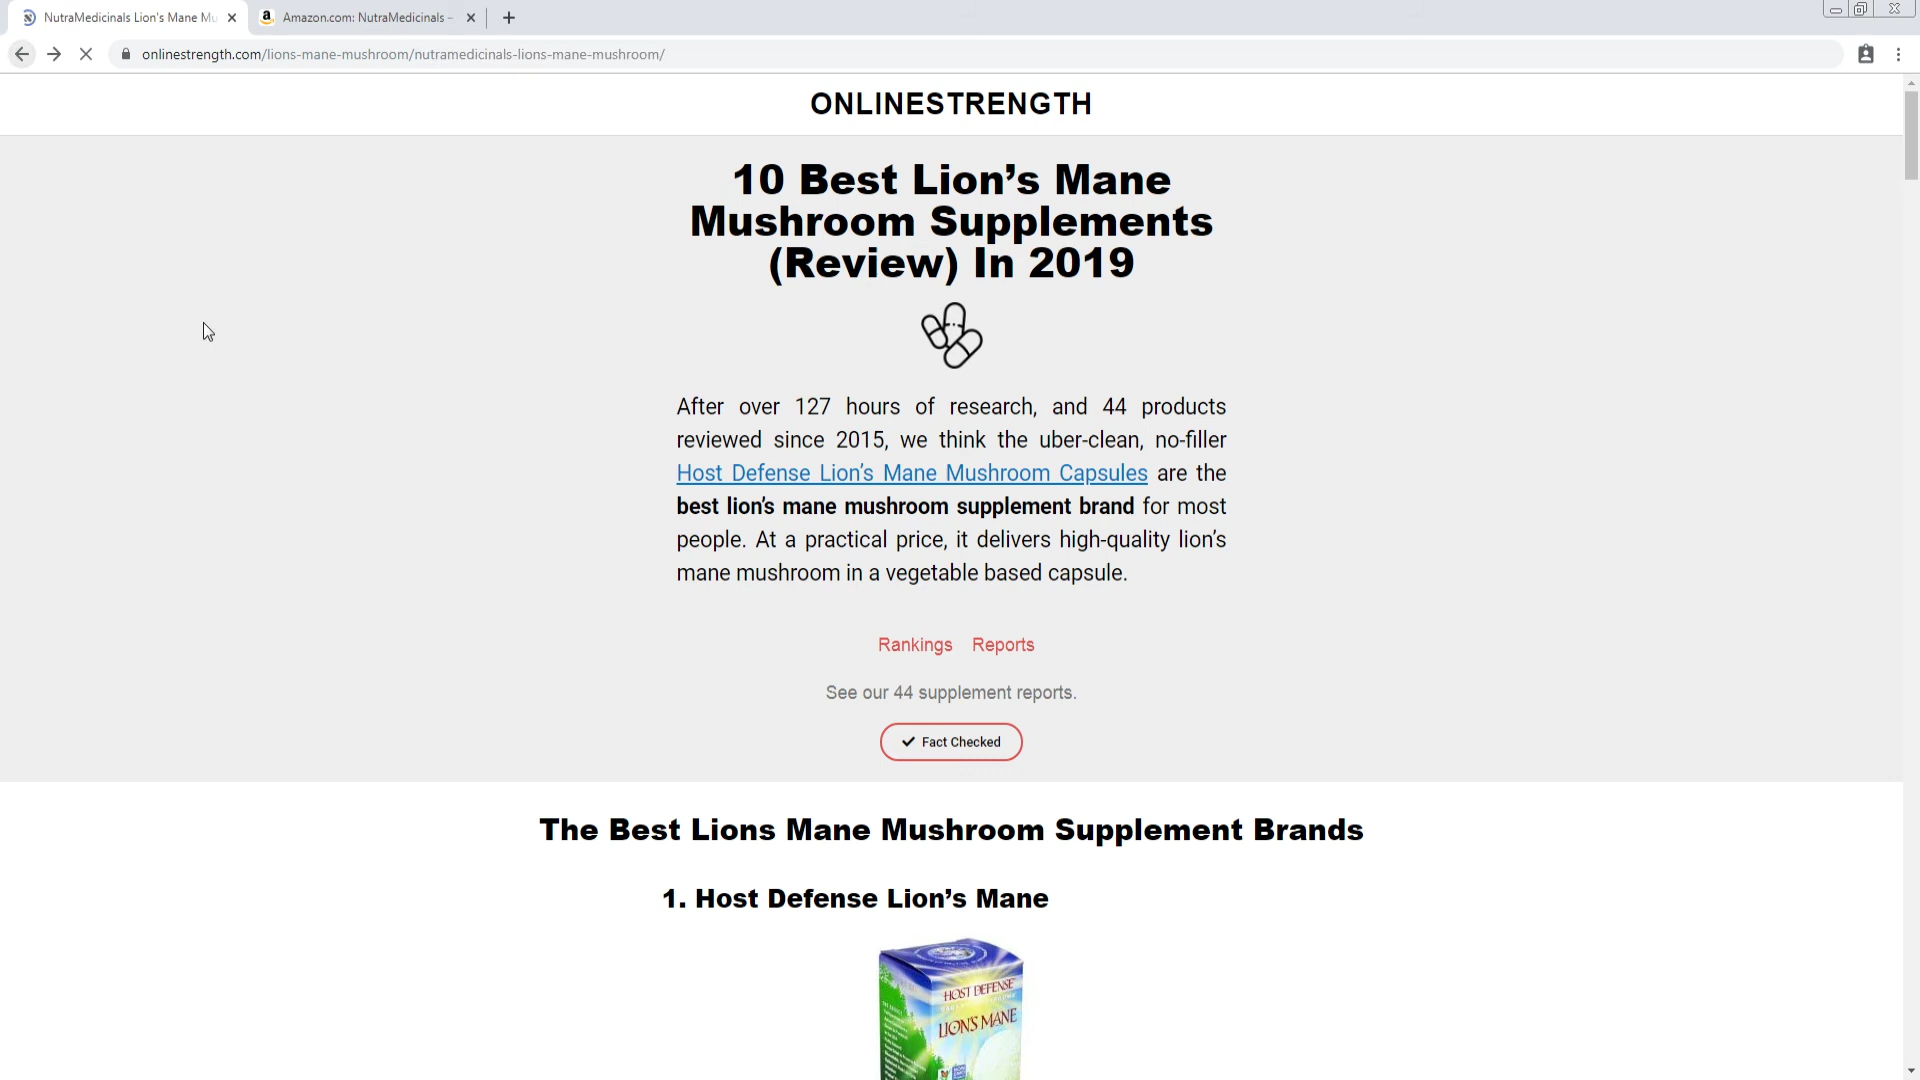 NutraMedicinals Lion's Mane Mu
Amazon.com: NutraMedicinals -
onlinestrength.com/lions-mane-mushroom/nutramedicinals-lions-mane-mushroom/
ONLINESTRENGTH
10 Best Lion’s Mane
Mushroom Supplements
(Review) In 2019
After over 127 hours of research, and 44 products
reviewed since 2015, we think the uber-clean, no-filler
Host Defense Lion’s Mane Mushroom Capsules are the
best lion’s mane mushroom supplement brand for most
people. At a practical price, it delivers high-quality lion’s
mane mushroom in a vegetable based capsule.
Rankings Reports
See our 44 supplement reports.
Fact Checked
The Best Lions Mane Mushroom Supplement Brands
1. Host Defense Lion’s Mane
HOST DEFENSE
LION'S MANE